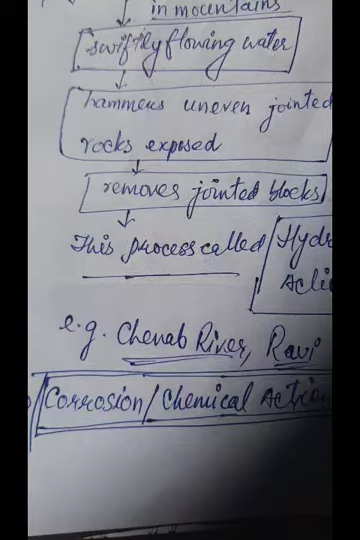 in mountains
swiftly flowing water
hammers uneven jointed
rocks exposed
removes jointed blocks
This process called
e.g. Chenab River, Ravi
Corrosion/Chemical Action